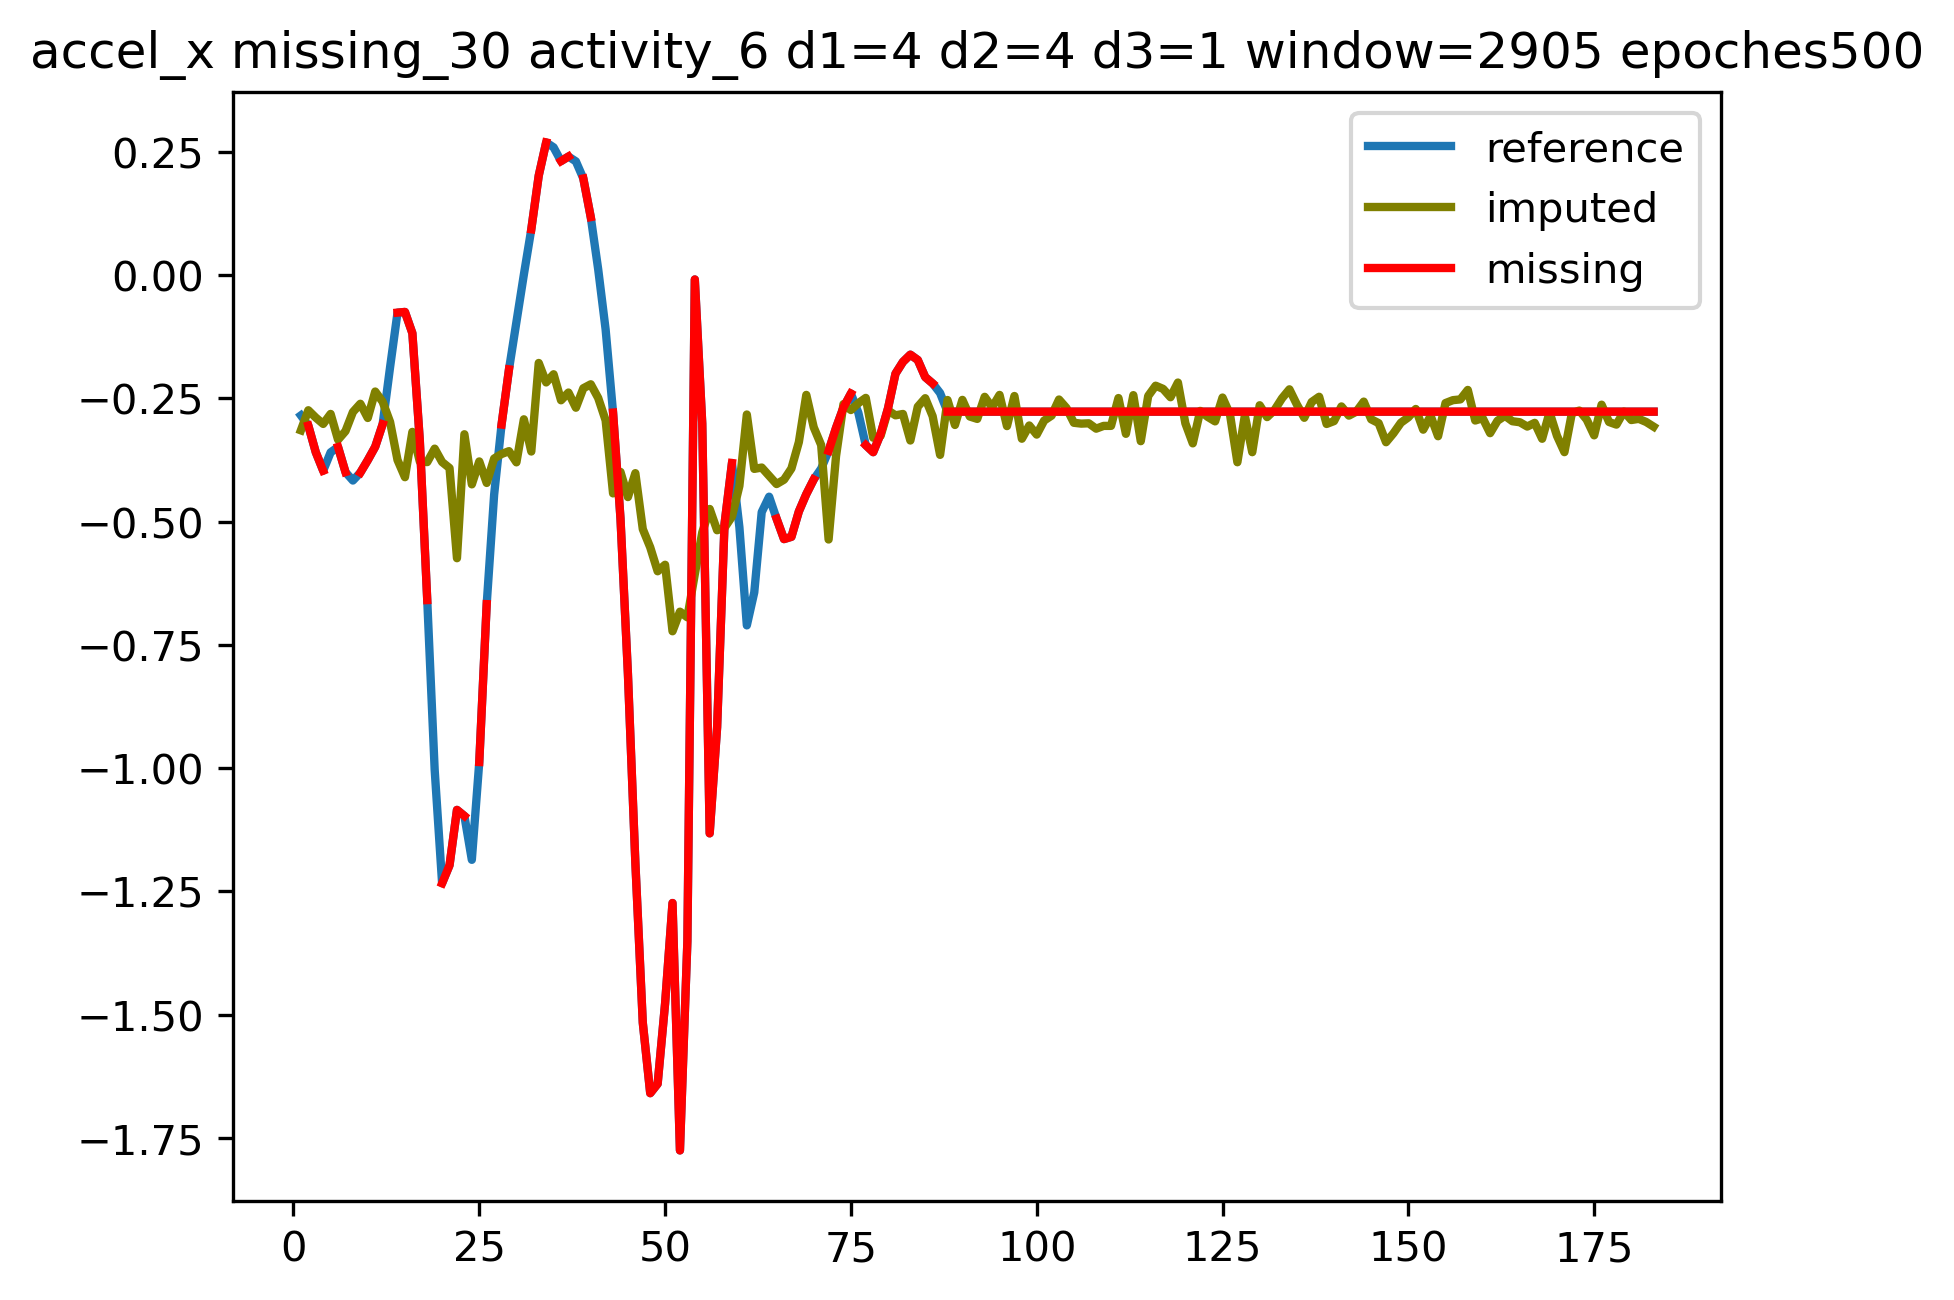 accel_x missing_30 activity_6 d1=4 d2=4 d3=1 window=2905 epoches500
reference
imputed
missing
0.25
0.00
−0.25
−0.50
−0.75
−1.00
−1.25
−1.50
−1.75
0 25 50 75 100 125 150 175